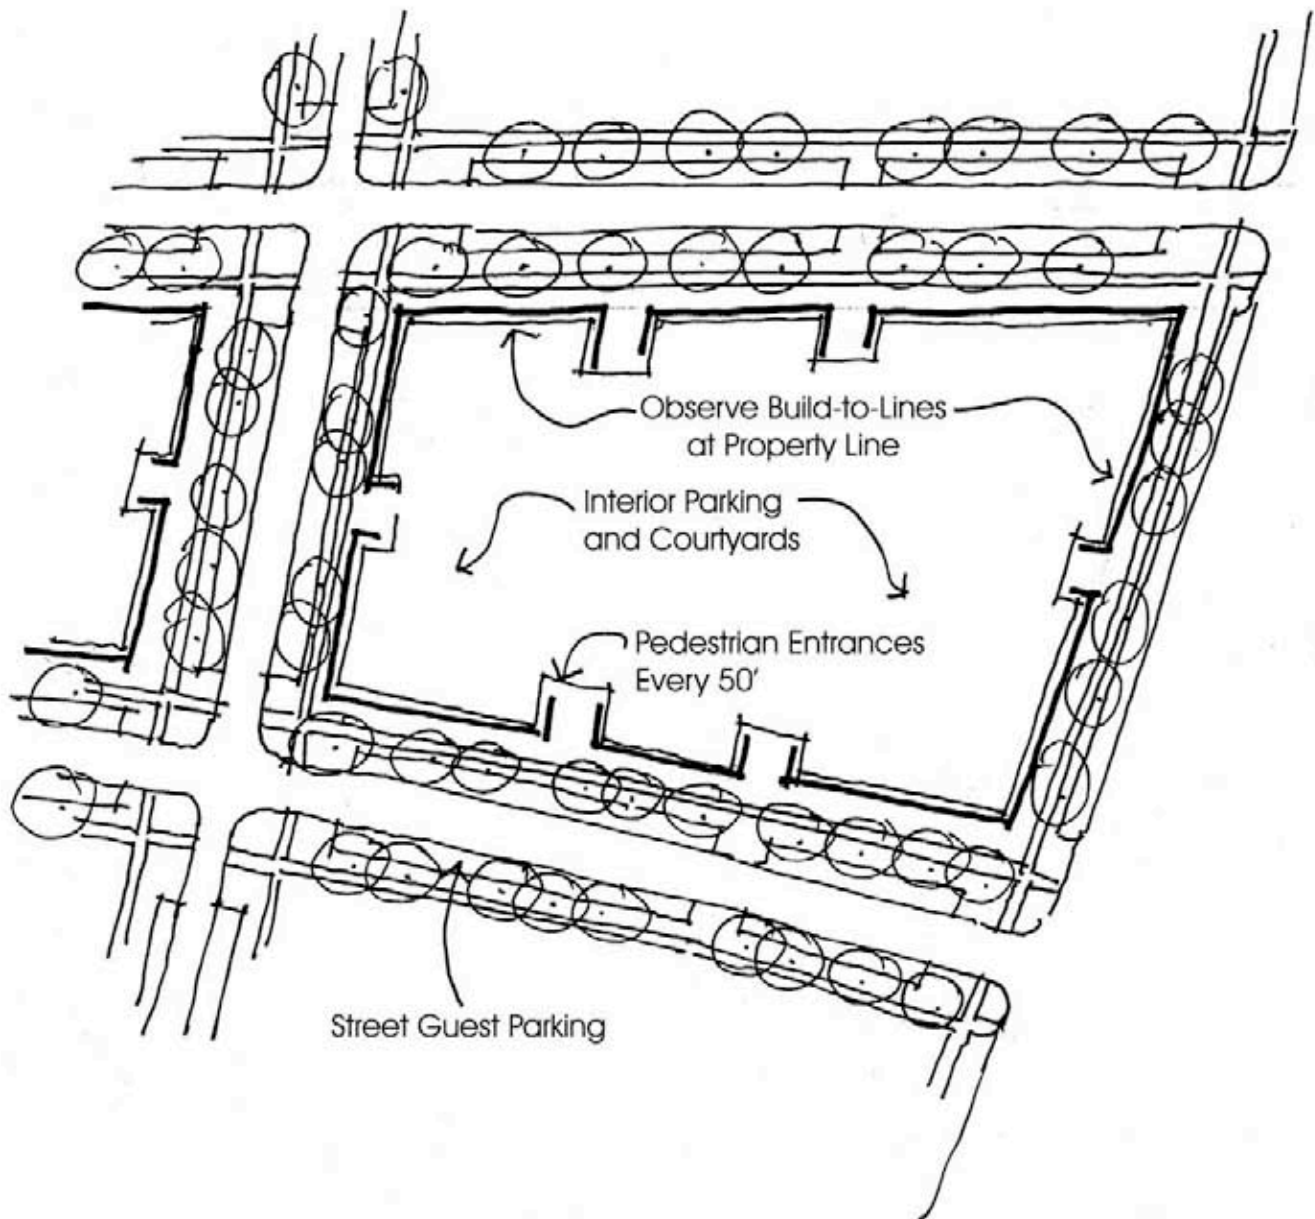 Observe Build-to-Lines
at Property Line
Interior Parking
and Courtyards
Pedestrian Entrances
Every 50'
Street Guest Parking